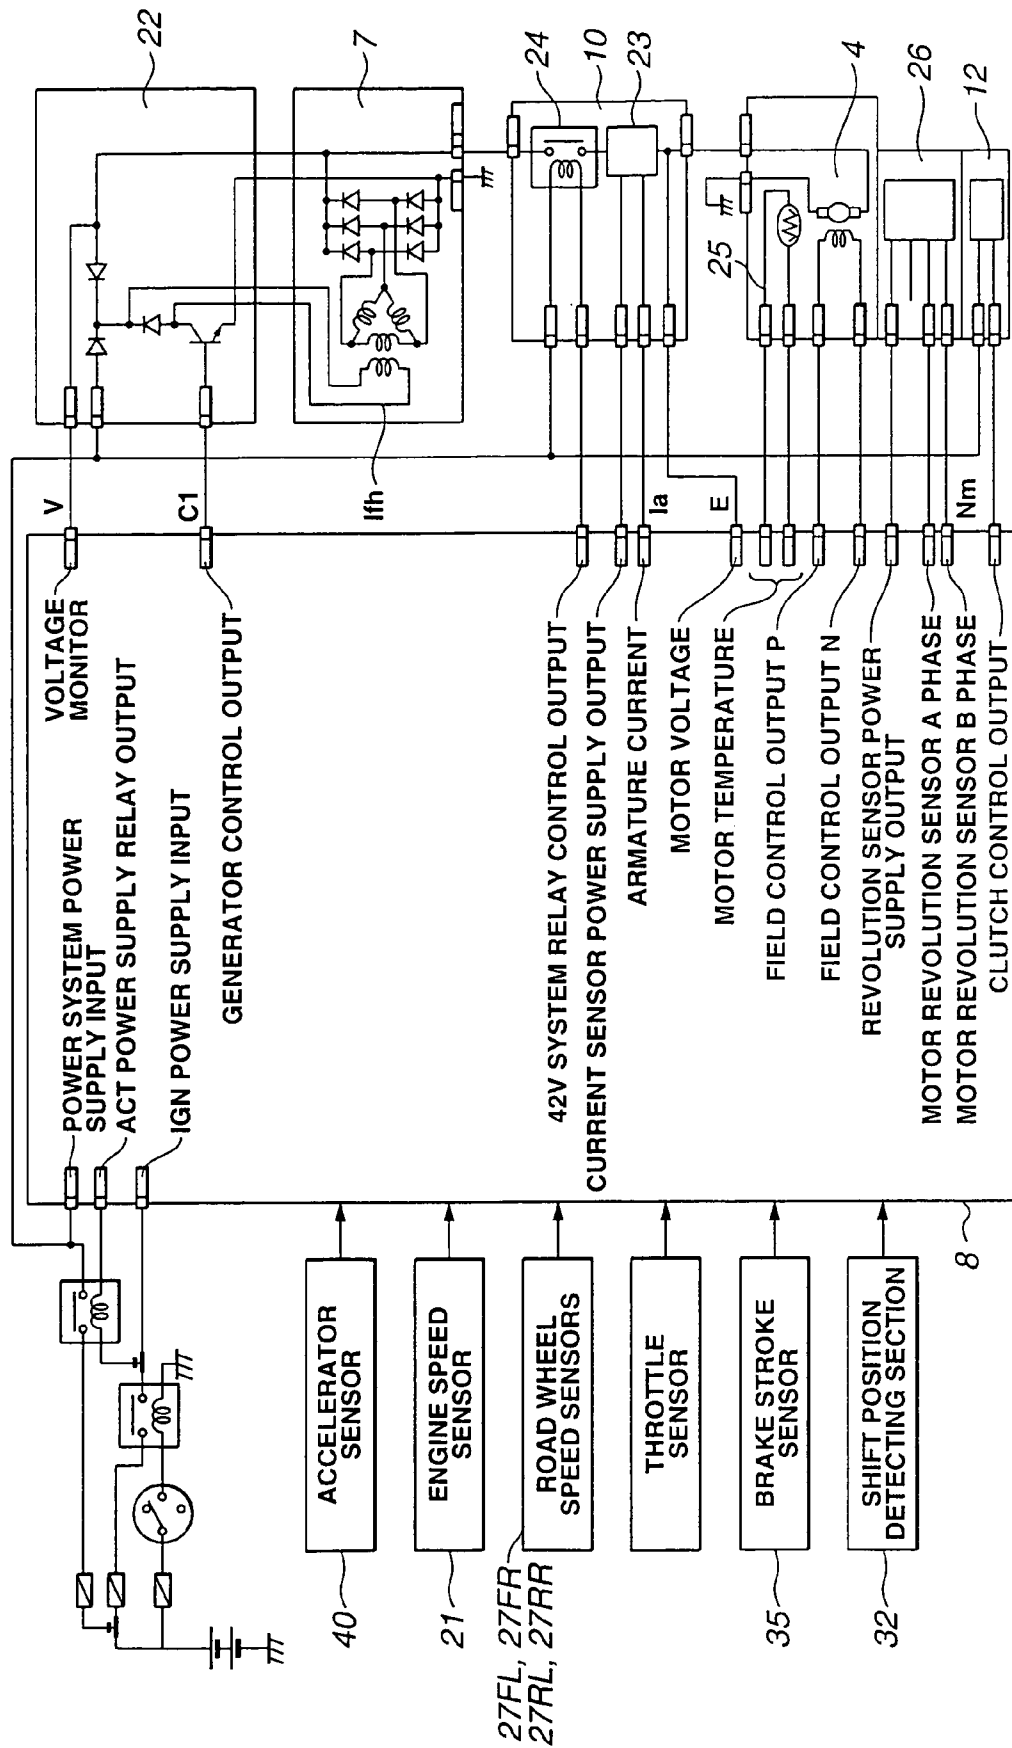 22
7
24
10
23
4
26
12
25
Ifh
V
C1
Ia
E
Nm
VOLTAGE
MONITOR
GENERATOR CONTROL OUTPUT
42V SYSTEM RELAY CONTROL OUTPUT
CURRENT SENSOR POWER SUPPLY OUTPUT
ARMATURE CURRENT
MOTOR VOLTAGE
MOTOR TEMPERATURE
FIELD CONTROL OUTPUT P
FIELD CONTROL OUTPUT N
REVOLUTION SENSOR POWER
SUPPLY OUTPUT
MOTOR REVOLUTION SENSOR A PHASE
MOTOR REVOLUTION SENSOR B PHASE
CLUTCH CONTROL OUTPUT
POWER SYSTEM POWER
SUPPLY INPUT
ACT POWER SUPPLY RELAY OUTPUT
IGN POWER SUPPLY INPUT
8
ACCELERATOR
SENSOR
ENGINE SPEED
SENSOR
ROAD WHEEL
SPEED SENSORS
THROTTLE
SENSOR
BRAKE STROKE
SENSOR
SHIFT POSITION
DETECTING SECTION
40
21
27FL, 27FR
27RL, 27RR
35
32